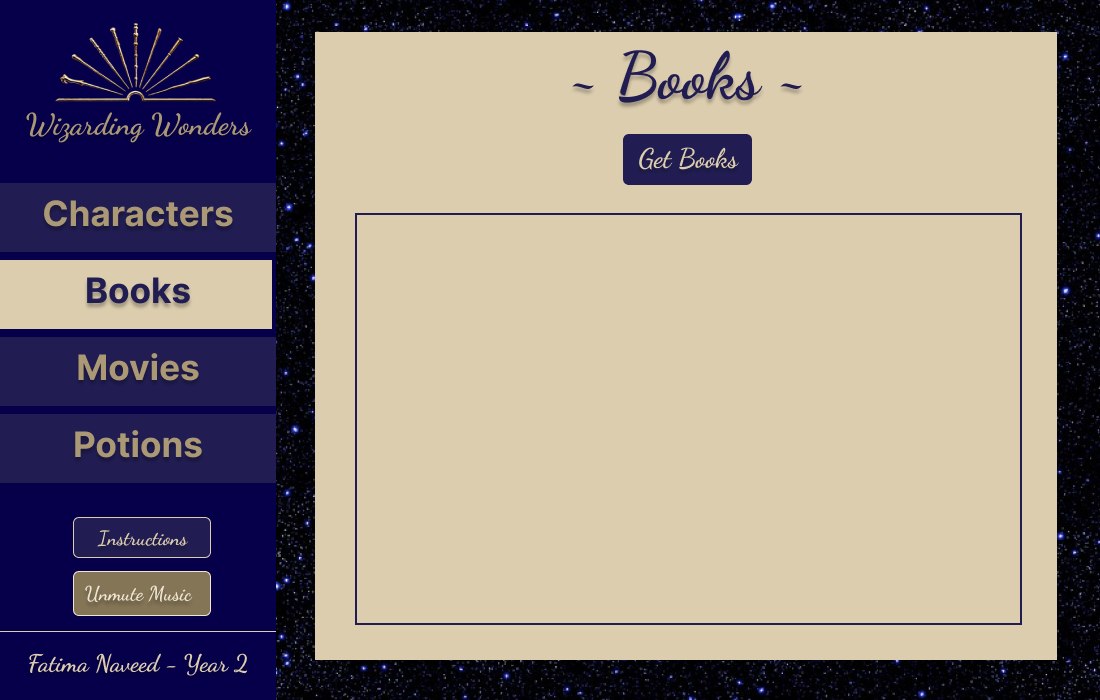 Wizarding Wonders
Characters
Books
Movies
Potions
Instructions
Unmute Music
Fatima Naveed - Year 2
~ Books ~
Get Books